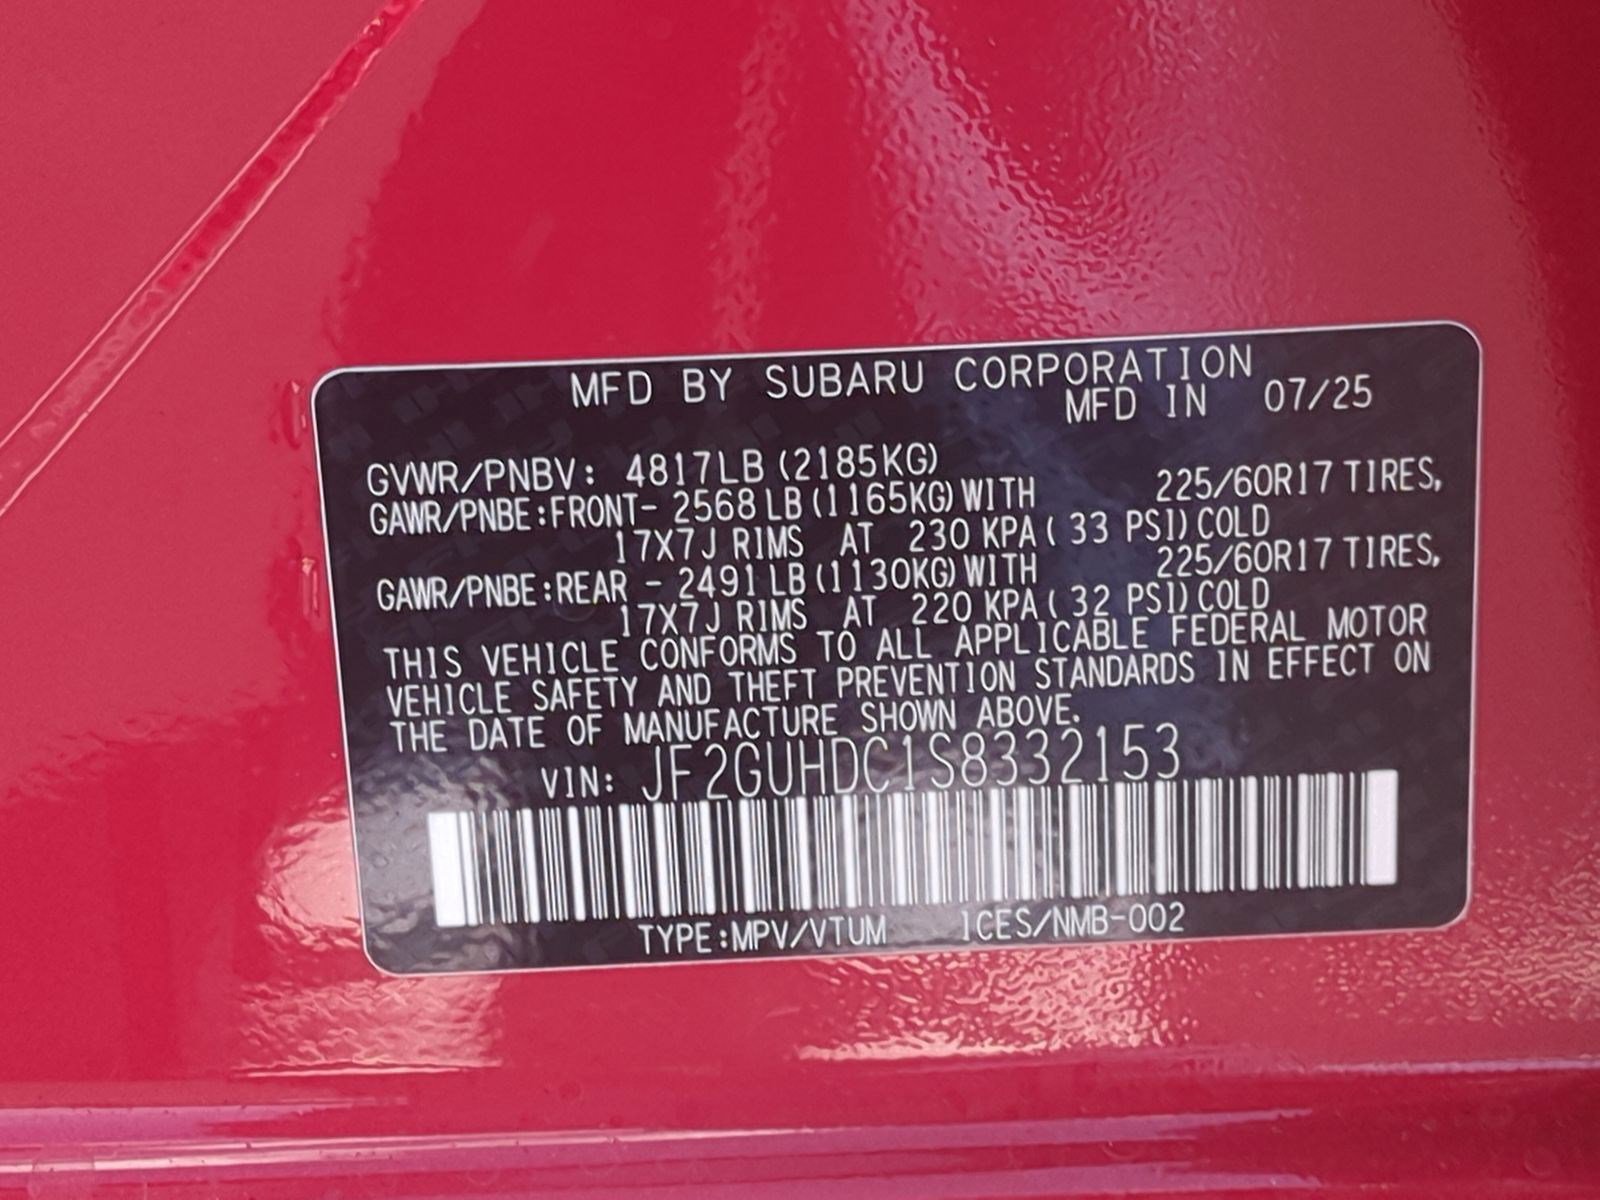 MFD BY SUBARU CORPORATION
MFD IN 07/25
GVWR/PNBV: 4817LB (2185KG)
GAWR/PNBE:FRONT- 2568 LB (1165KG) WITH 225/60R17 TIRES,
17X7J RIMS AT 230 KPA ( 33 PSI) COLD
GAWR/PNBE:REAR - 2491 LB (1130KG) WITH 225/60R17 TIRES,
17X7J RIMS AT 220 KPA ( 32 PSI) COLD
THIS VEHICLE CONFORMS TO ALL APPLICABLE FEDERAL MOTOR
VEHICLE SAFETY AND THEFT PREVENTION STANDARDS IN EFFECT ON
THE DATE OF MANUFACTURE SHOWN ABOVE.
VIN: JF2GUHDC1S8332153
TYPE:MPV/VTUM ICES/NMB-002